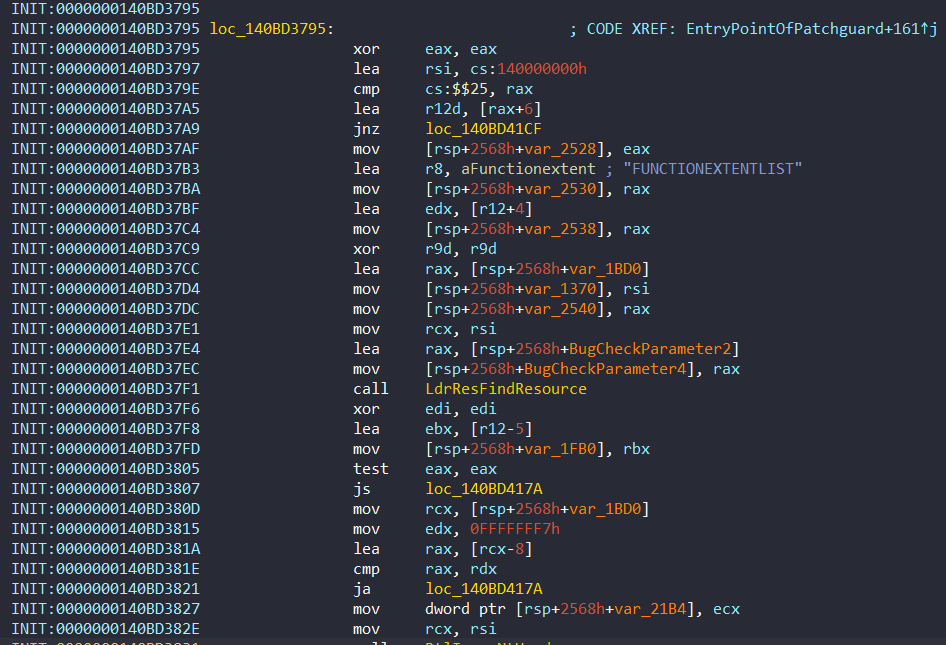 INIT:0000000140BD3795
INIT:0000000140BD3795 loc_140BD3795: ; CODE XREF: EntryPointOfPatchguard+161↑j
INIT:0000000140BD3795 xor eax, eax
INIT:0000000140BD3797 lea rsi, cs:140000000h
INIT:0000000140BD379E cmp cs:$$25, rax
INIT:0000000140BD37A5 lea r12d, [rax+6]
INIT:0000000140BD37A9 jnz loc_140BD41CF
INIT:0000000140BD37AF mov [rsp+2568h+var_2528], eax
INIT:0000000140BD37B3 lea r8, aFunctionextent ; "FUNCTIONEXTENTLIST"
INIT:0000000140BD37BA mov [rsp+2568h+var_2530], rax
INIT:0000000140BD37BF lea edx, [r12+4]
INIT:0000000140BD37C4 mov [rsp+2568h+var_2538], rax
INIT:0000000140BD37C9 xor r9d, r9d
INIT:0000000140BD37CC lea rax, [rsp+2568h+var_1BD0]
INIT:0000000140BD37D4 mov [rsp+2568h+var_1370], rsi
INIT:0000000140BD37DC mov [rsp+2568h+var_2540], rax
INIT:0000000140BD37E1 mov rcx, rsi
INIT:0000000140BD37E4 lea rax, [rsp+2568h+BugCheckParameter2]
INIT:0000000140BD37EC mov [rsp+2568h+BugCheckParameter4], rax
INIT:0000000140BD37F1 call LdrResFindResource
INIT:0000000140BD37F6 xor edi, edi
INIT:0000000140BD37F8 lea ebx, [r12-5]
INIT:0000000140BD37FD mov [rsp+2568h+var_1FB0], rbx
INIT:0000000140BD3805 test eax, eax
INIT:0000000140BD3807 js loc_140BD417A
INIT:0000000140BD380D mov rcx, [rsp+2568h+var_1BD0]
INIT:0000000140BD3815 mov edx, 0FFFFFFF7h
INIT:0000000140BD381A lea rax, [rcx-8]
INIT:0000000140BD381E cmp rax, rdx
INIT:0000000140BD3821 ja loc_140BD417A
INIT:0000000140BD3827 mov dword ptr [rsp+2568h+var_21B4], ecx
INIT:0000000140BD382E mov rcx, rsi